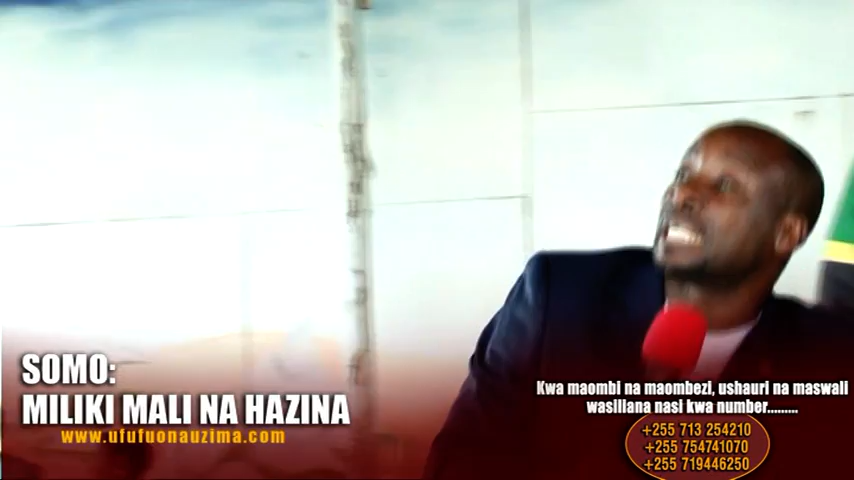 SOMO:
MILIKI MALI NA HAZINA
www.ufufuonauzima.com
Kwa maombi na maombezi, ushauri na maswali
wasiliana nasi kwa number.........
+255 713 254210
+255 754741070
+255 719446250